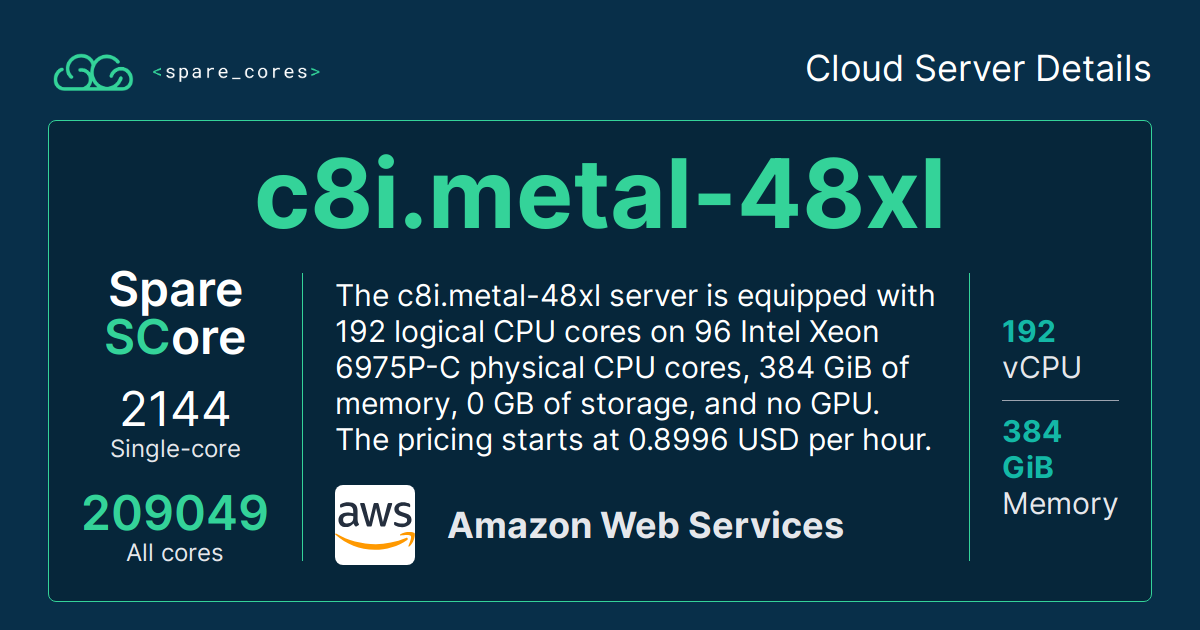 <spare_cores>
Cloud Server Details
c8i.metal-48xl
Spare
SCore
2144
Single-core
209049
All cores
The c8i.metal-48xl server is equipped with
192 logical CPU cores on 96 Intel Xeon
6975P-C physical CPU cores, 384 GiB of
memory, 0 GB of storage, and no GPU.
The pricing starts at 0.8996 USD per hour.
aws
Amazon Web Services
192
vCPU
384
GiB
Memory